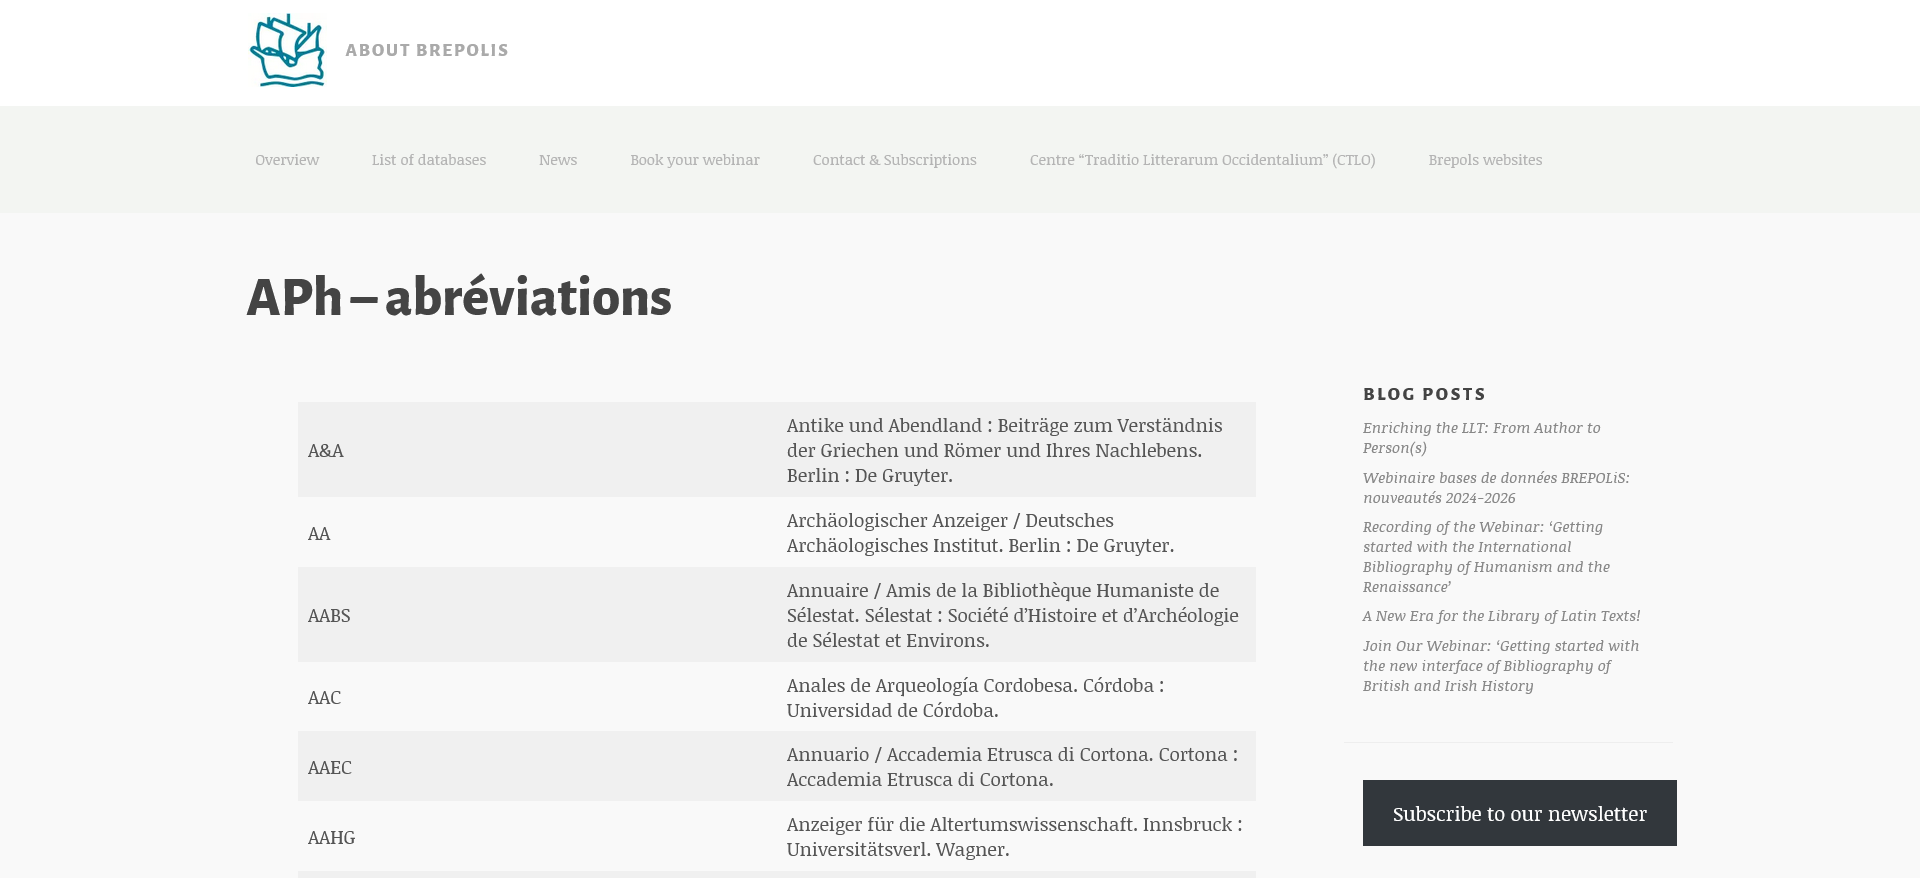 ABOUT BREPOLIS
Overview
List of databases
News
Book your webinar
Contact & Subscriptions
Centre “Traditio Litterarum Occidentalium” (CTLO)
Brepols websites
APh – abréviations
A&A
Antike und Abendland : Beiträge zum Verständnis
der Griechen und Römer und Ihres Nachlebens.
Berlin : De Gruyter.
AA
Archäologischer Anzeiger / Deutsches
Archäologisches Institut. Berlin : De Gruyter.
AABS
Annuaire / Amis de la Bibliothèque Humaniste de
Sélestat. Sélestat : Société d’Histoire et d’Archéologie
de Sélestat et Environs.
AAC
Anales de Arqueología Cordobesa. Córdoba :
Universidad de Córdoba.
AAEC
Annuario / Accademia Etrusca di Cortona. Cortona :
Accademia Etrusca di Cortona.
AAHG
Anzeiger für die Altertumswissenschaft. Innsbruck :
Universitätsverl. Wagner.
BLOG POSTS
Enriching the LLT: From Author to
Person(s)
Webinaire bases de données BREPOLiS:
nouveautés 2024-2026
Recording of the Webinar: ‘Getting
started with the International
Bibliography of Humanism and the
Renaissance’
A New Era for the Library of Latin Texts!
Join Our Webinar: ‘Getting started with
the new interface of Bibliography of
British and Irish History
Subscribe to our newsletter